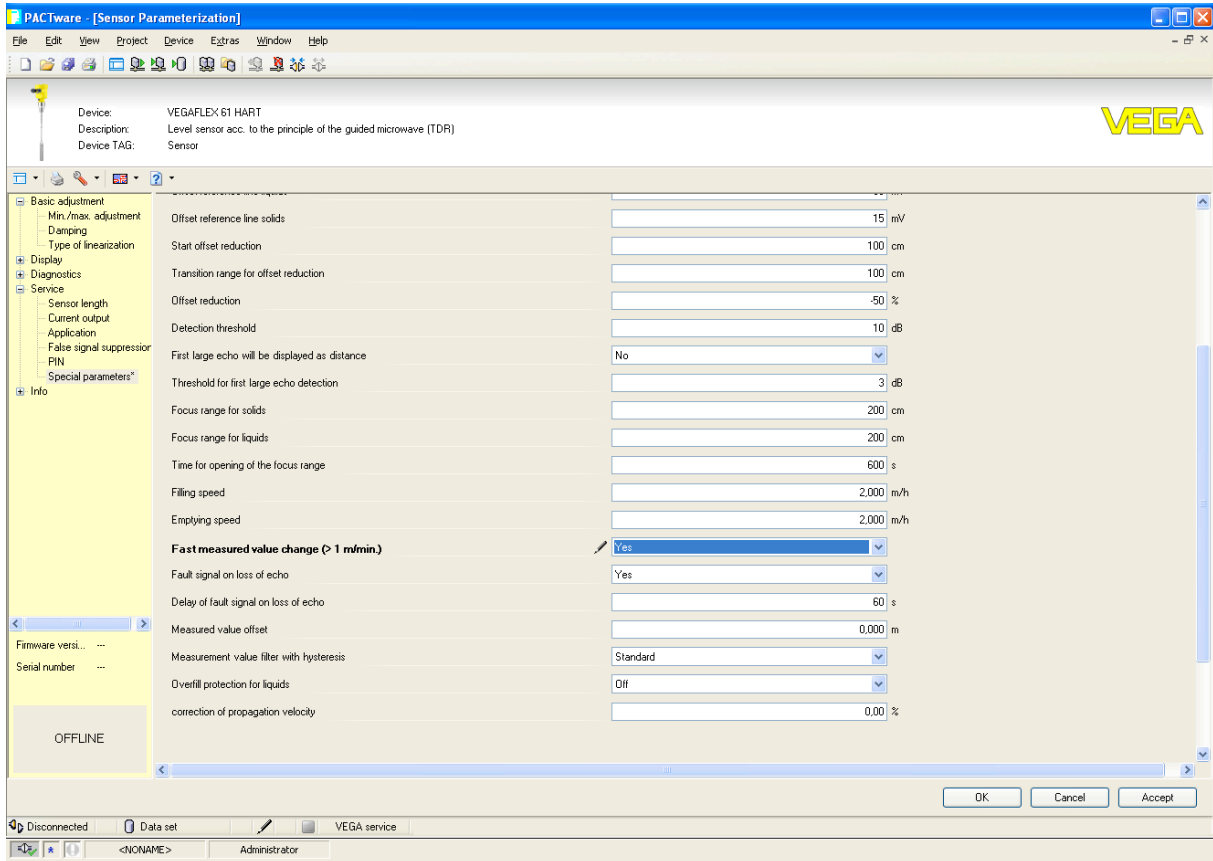 PACTware - [Sensor Parameterization]
File Edit View Project Device Extras Window Help
Device: VEGAFLEX 61 HART
Description: Level sensor acc. to the principle of the guided microwave (TDR)
Device TAG: Sensor
VEGA
Basic adjustment
Min./max. adjustment
Damping
Type of linearization
Display
Diagnostics
Service
Sensor length
Current output
Application
False signal suppression
PIN
Special parameters*
Info
Firmware versi... ---
Serial number ---
OFFLINE
Offset reference line solids 15 mV
Start offset reduction 100 cm
Transition range for offset reduction 100 cm
Offset reduction -50 %
Detection threshold 10 dB
First large echo will be displayed as distance No
Threshold for first large echo detection 3 dB
Focus range for solids 200 cm
Focus range for liquids 200 cm
Time for opening of the focus range 600 s
Filling speed 2,000 m/h
Emptying speed 2,000 m/h
Fast measured value change (> 1 m/min.) Yes
Fault signal on loss of echo Yes
Delay of fault signal on loss of echo 60 s
Measured value offset 0,000 m
Measurement value filter with hysteresis Standard
Overfill protection for liquids Off
correction of propagation velocity 0,00 %
OK Cancel Accept
Disconnected Data set VEGA service
<NONAME> Administrator